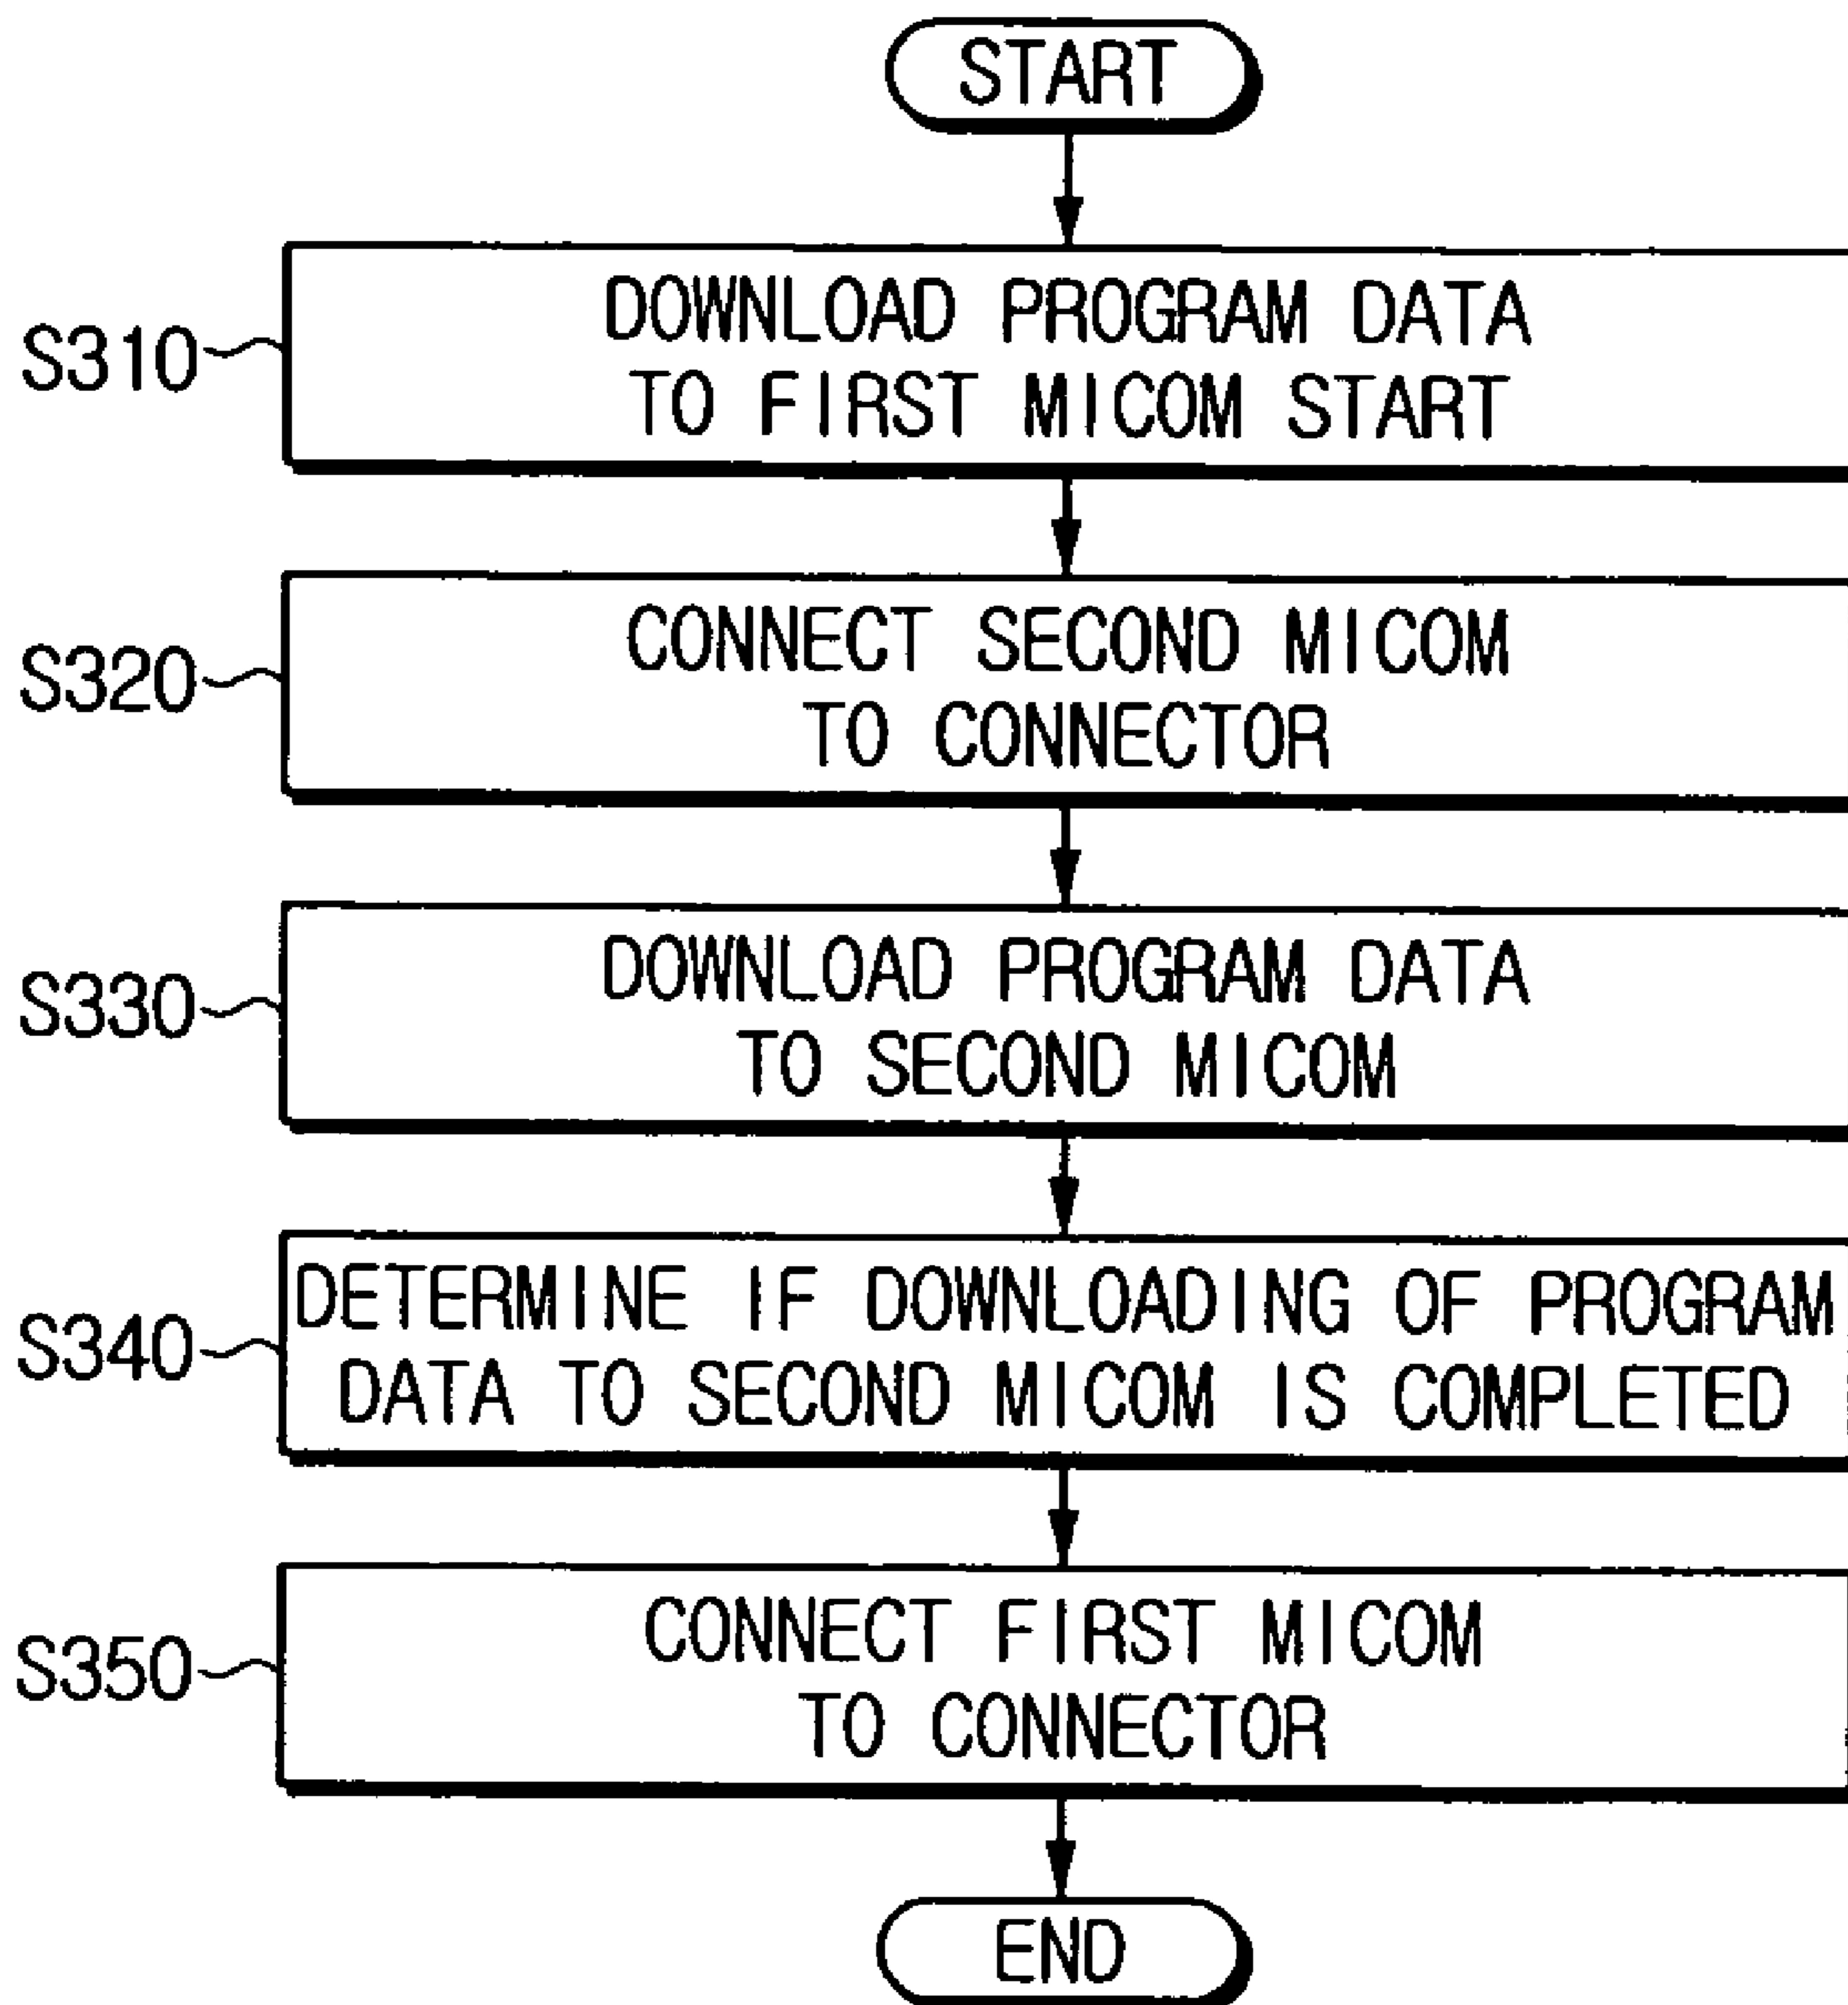 START
S310
DOWNLOAD PROGRAM DATA
TO FIRST MICOM START
S320
CONNECT SECOND MICOM
TO CONNECTOR
S330
DOWNLOAD PROGRAM DATA
TO SECOND MICOM
S340
DETERMINE IF DOWNLOADING OF PROGRAM
DATA TO SECOND MICOM IS COMPLETED
S350
CONNECT FIRST MICOM
TO CONNECTOR
END